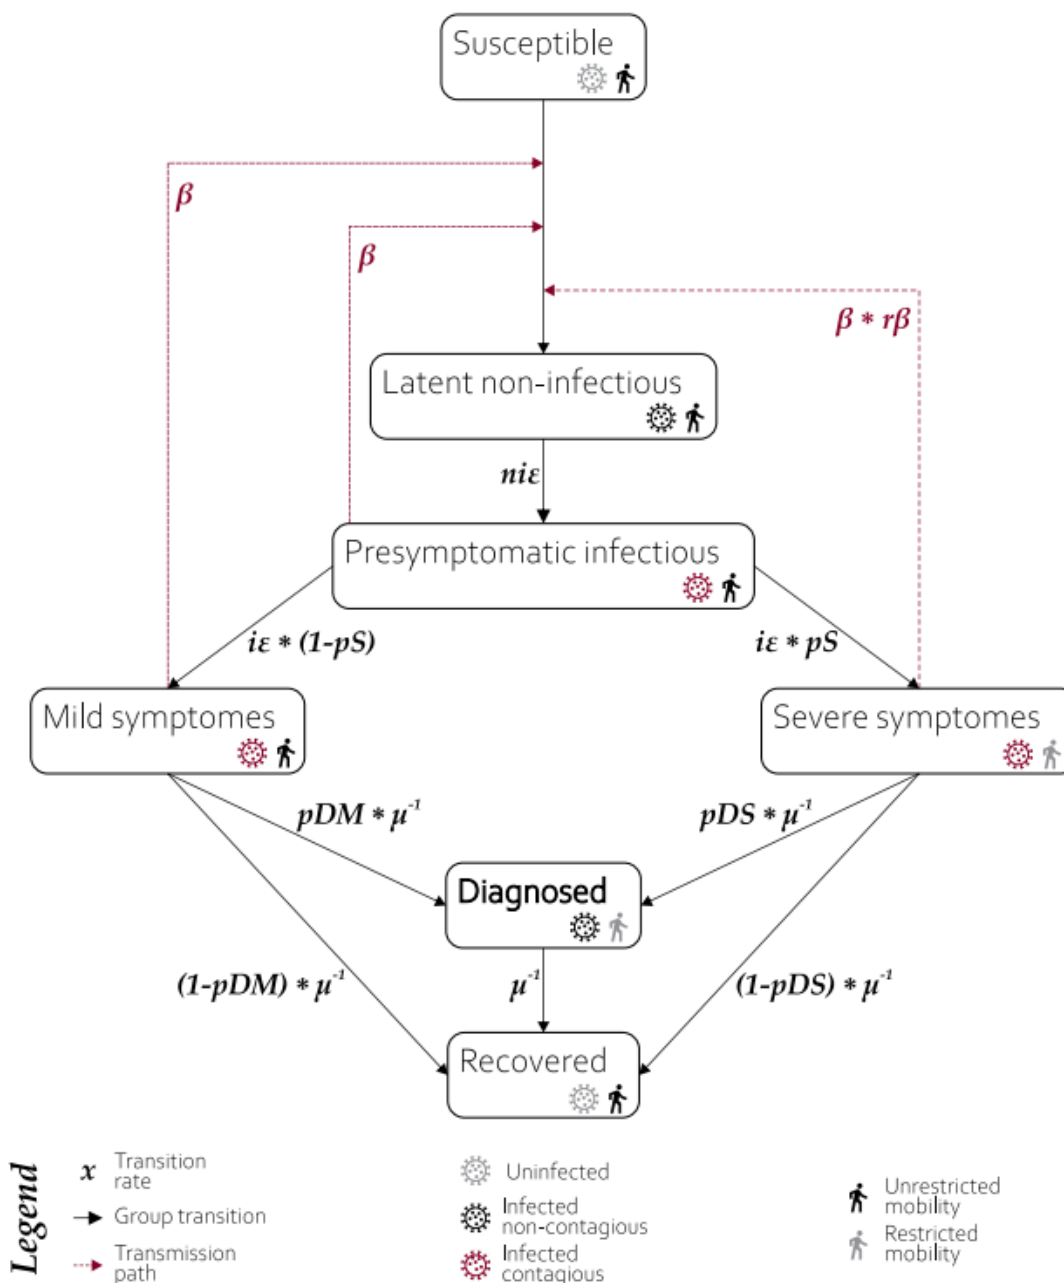 Susceptible
β
β
β * rβ
Latent non-infectious
niε
Presymptomatic infectious
iε * (1-pS)
iε * pS
Mild symptomes
Severe symptomes
pDM * μ⁻¹
pDS * μ⁻¹
Diagnosed
(1-pDM) * μ⁻¹
μ⁻¹
(1-pDS) * μ⁻¹
Recovered
Legend
x
Transition
rate
Group transition
Transmission
path
Uninfected
Infected
non-contagious
Infected
contagious
Unrestricted
mobility
Restricted
mobility